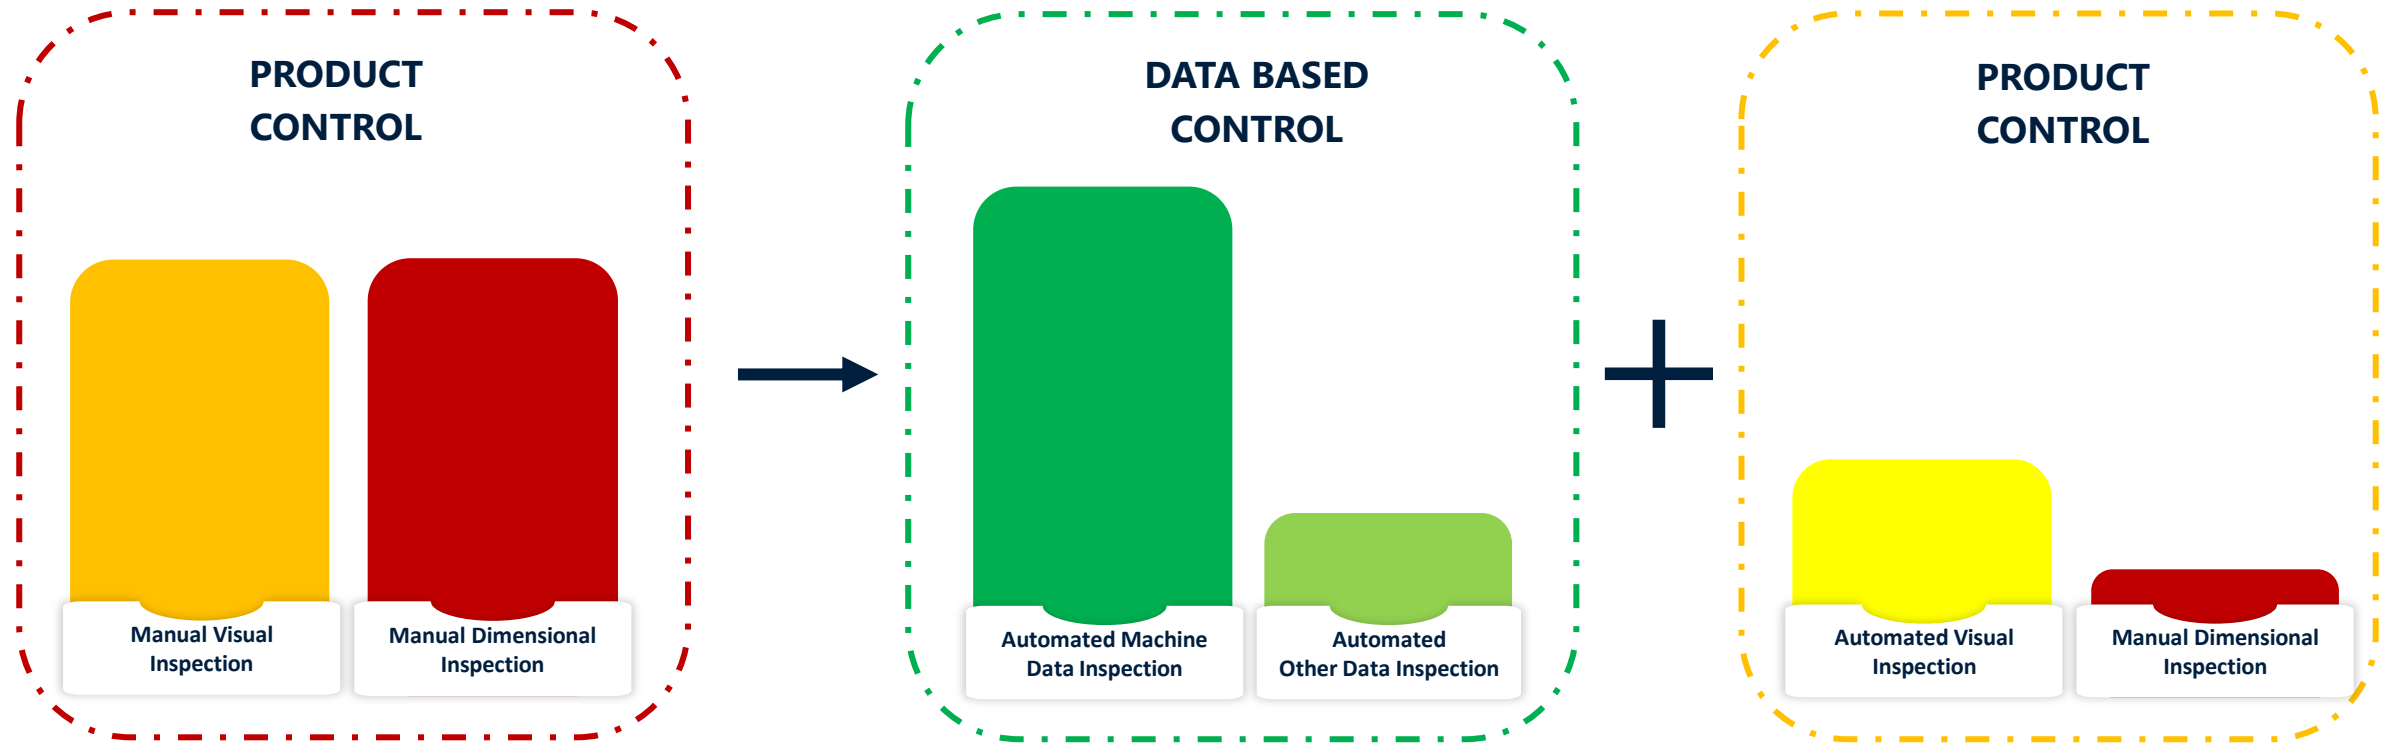 PRODUCT
CONTROL
Manual Visual
Inspection
Manual Dimensional
Inspection
DATA BASED
CONTROL
Automated Machine
Data Inspection
Automated
Other Data Inspection
PRODUCT
CONTROL
Automated Visual
Inspection
Manual Dimensional
Inspection